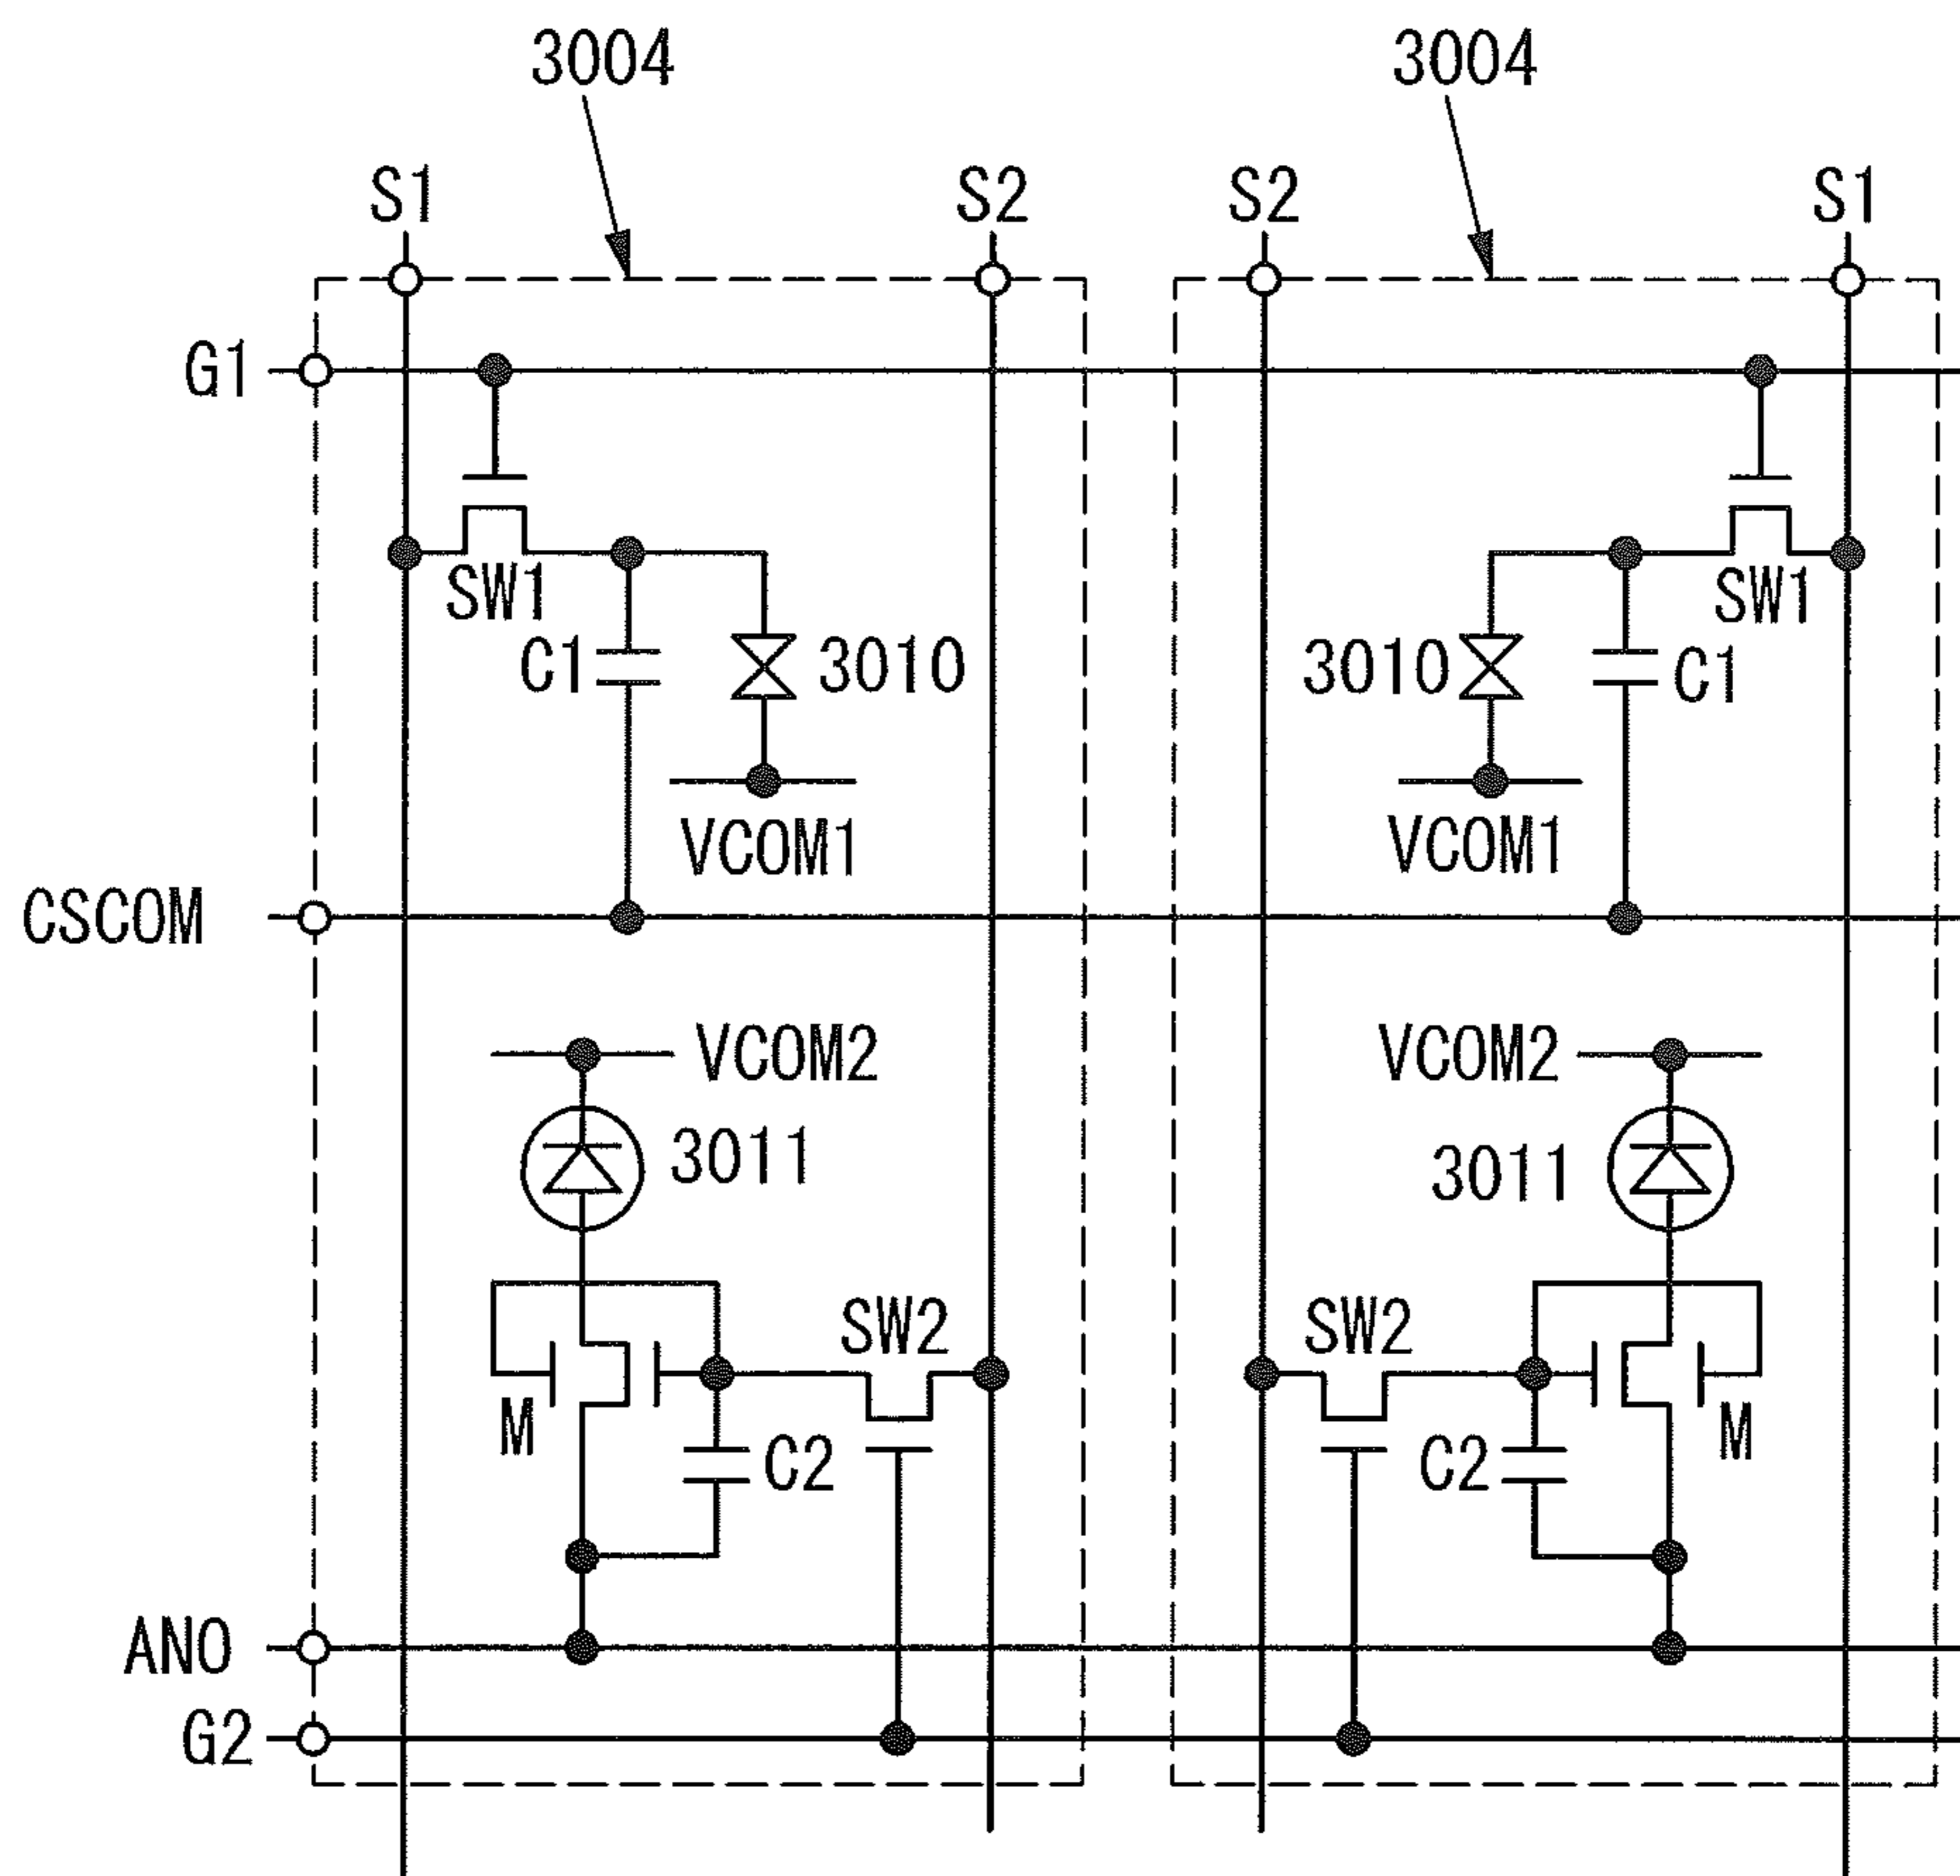 3004 3004
S1 S2 S2 S1
G1
SW1 SW1
C1 3010 3010 C1
VCOM1 VCOM1
CSCOM
VCOM2 VCOM2
3011 3011
SW2 SW2
M C2 C2 M
ANO
G2